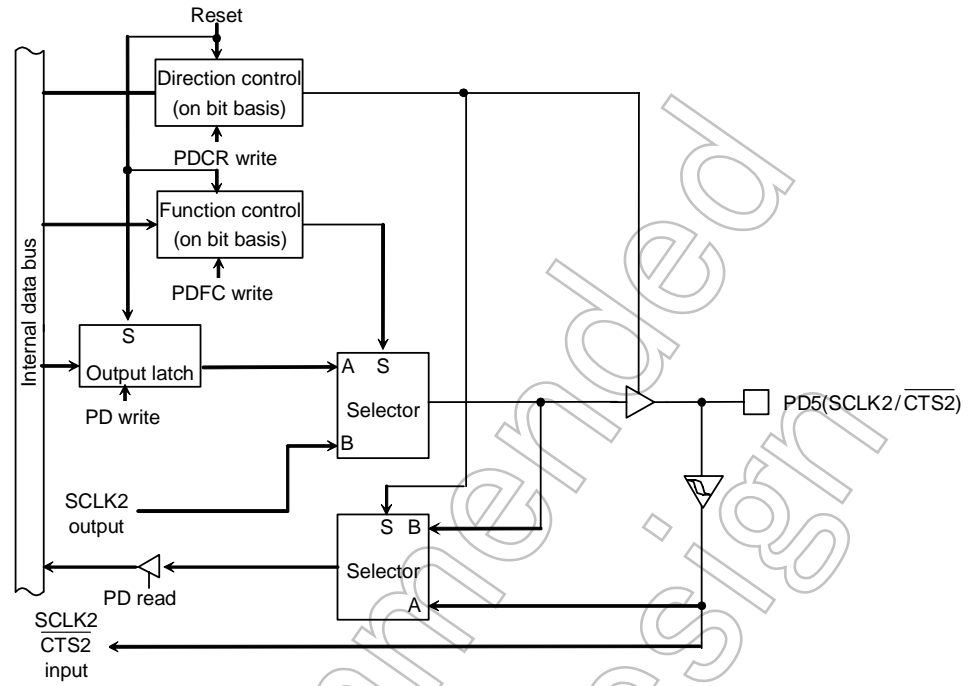 Reset
Direction control
(on bit basis)
PDCR write
Function control
(on bit basis)
PDFC write
Internal data bus
S
Output latch
PD write
A S
Selector
B
SCLK2
output
PD5(SCLK2/CTS2)
S B
Selector
A
PD read
SCLK2
CTS2
input